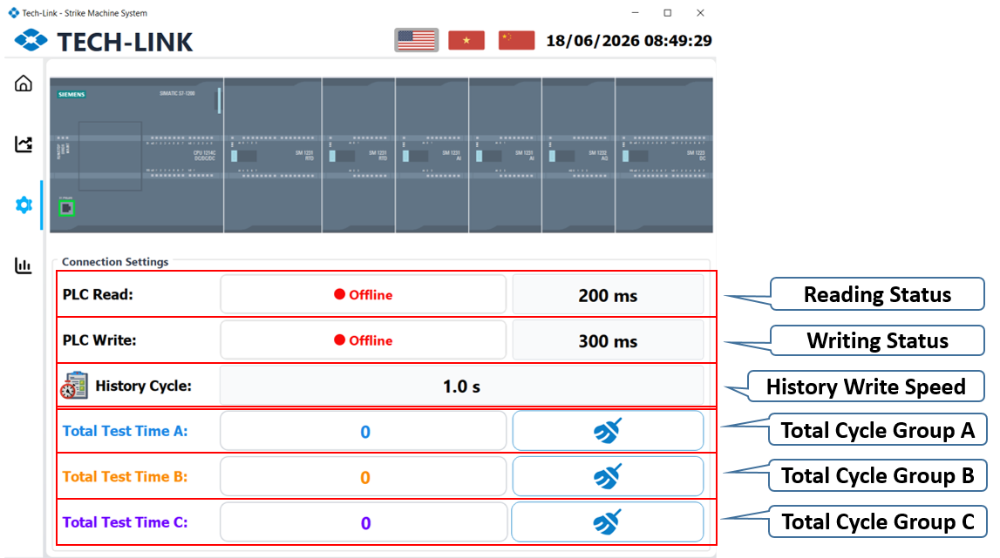 Tech-Link - Strike Machine System
TECH-LINK
18/06/2026 08:49:29
SIEMENS
SIMATIC S7-1200
CPU 1214C
DC/DC/DC
SM 1231
RTD
SM 1231
RTD
SM 1231
AI
SM 1231
AI
SM 1232
AQ
SM 1223
DC
Connection Settings
PLC Read:
Offline
200 ms
Reading Status
PLC Write:
Offline
300 ms
Writing Status
History Cycle:
1.0 s
History Write Speed
Total Test Time A:
0
Total Cycle Group A
Total Test Time B:
0
Total Cycle Group B
Total Test Time C:
0
Total Cycle Group C